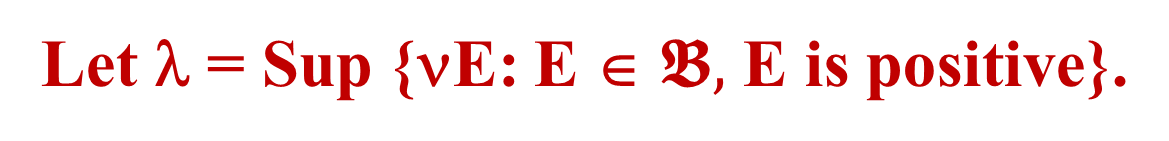 Let λ = Sup {νE: E ∈ 𝔅, E is positive}.